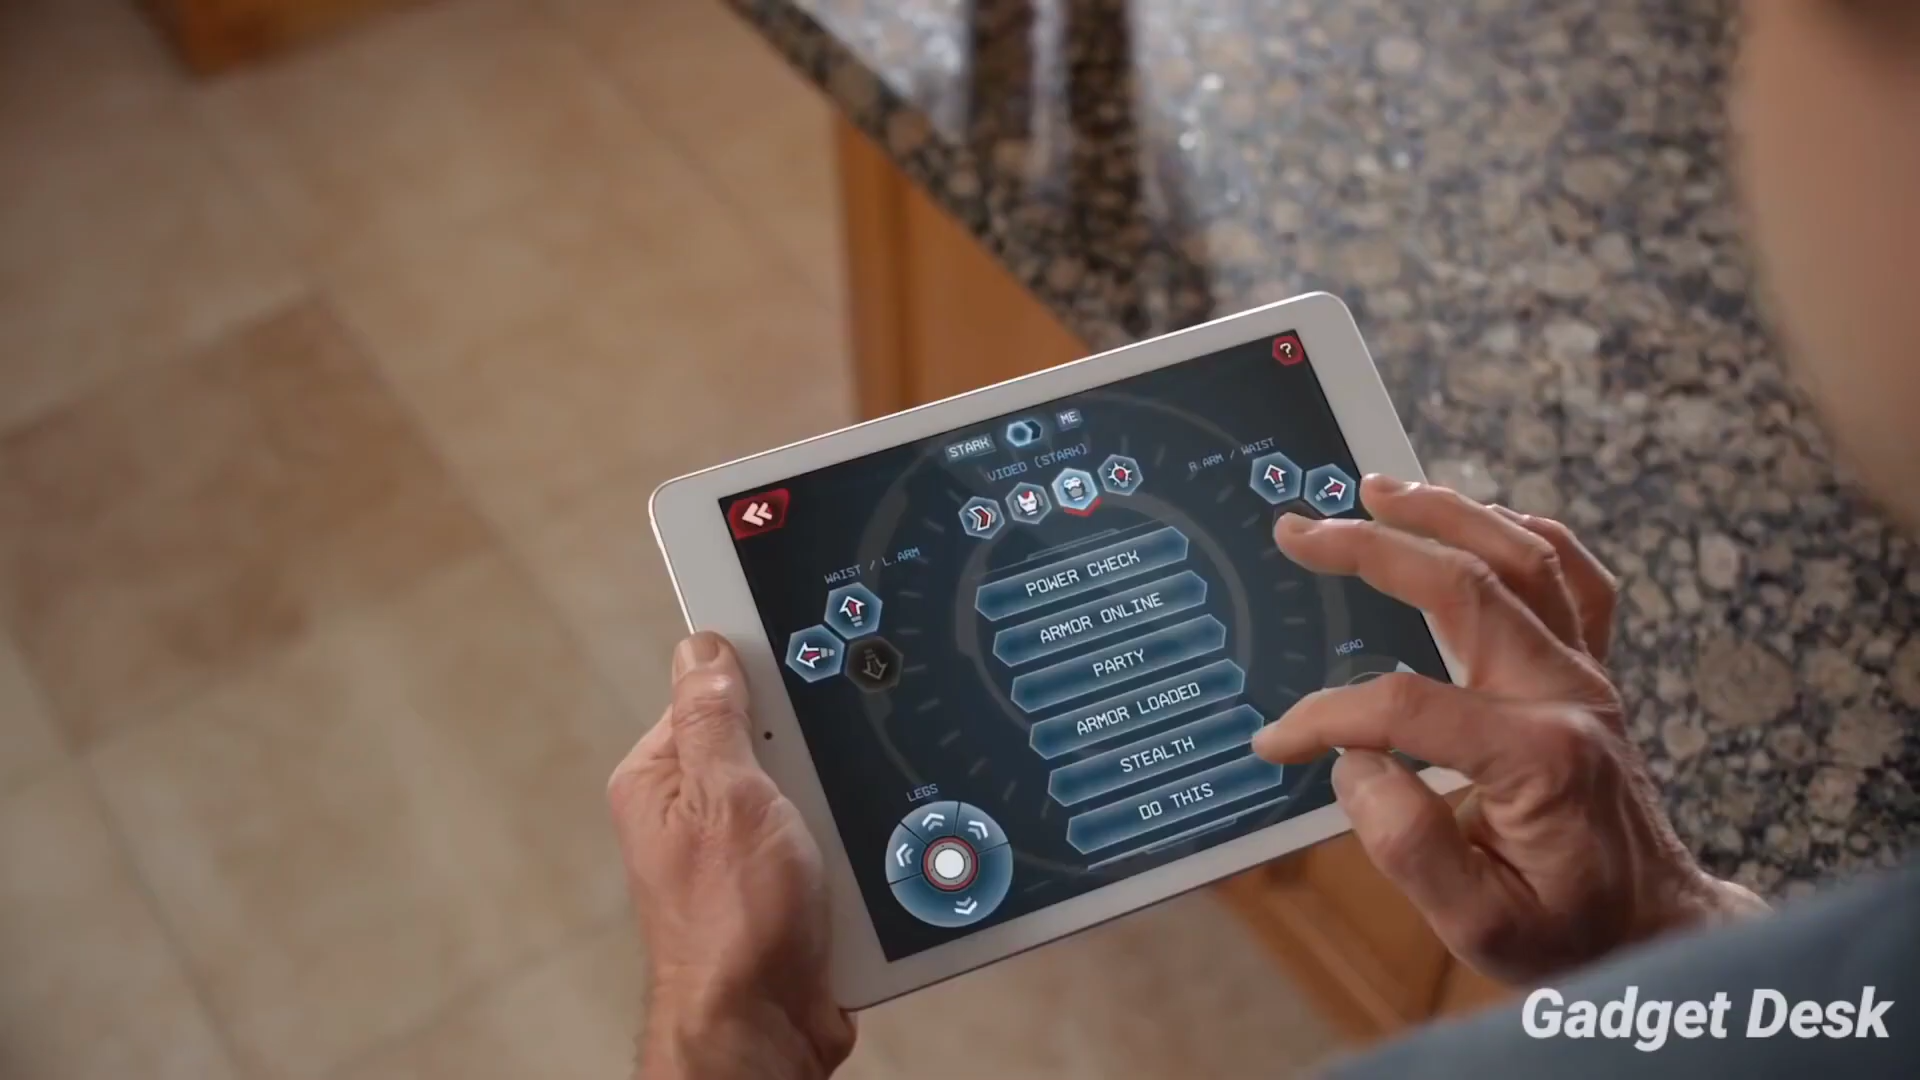 ?
STARK
ME
VIDEO (STARK)
R.ARM / WAIST
WAIST / L.ARM
POWER CHECK
ARMOR ONLINE
PARTY
ARMOR LOADED
STEALTH
DO THIS
HEAD
LEGS
Gadget Desk